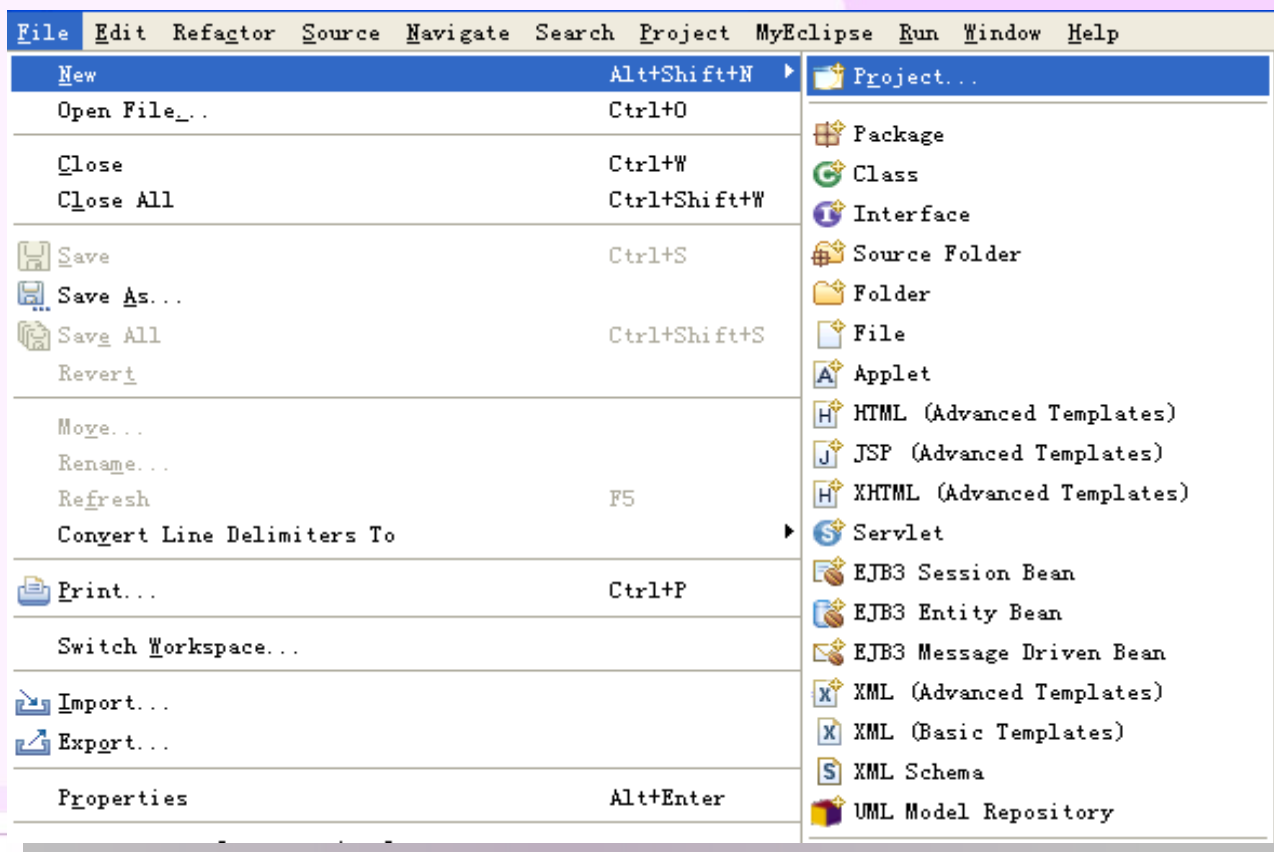 File Edit Refactor Source Navigate Search Project MyEclipse Run Window Help
New Alt+Shift+N
Open File... Ctrl+O
Close Ctrl+W
Close All Ctrl+Shift+W
Save Ctrl+S
Save As...
Save All Ctrl+Shift+S
Revert
Move...
Rename...
Refresh F5
Convert Line Delimiters To
Print... Ctrl+P
Switch Workspace...
Import...
Export...
Properties Alt+Enter
Project...
Package
Class
Interface
Source Folder
Folder
File
Applet
HTML (Advanced Templates)
JSP (Advanced Templates)
XHTML (Advanced Templates)
Servlet
EJB3 Session Bean
EJB3 Entity Bean
EJB3 Message Driven Bean
XML (Advanced Templates)
XML (Basic Templates)
XML Schema
UML Model Repository